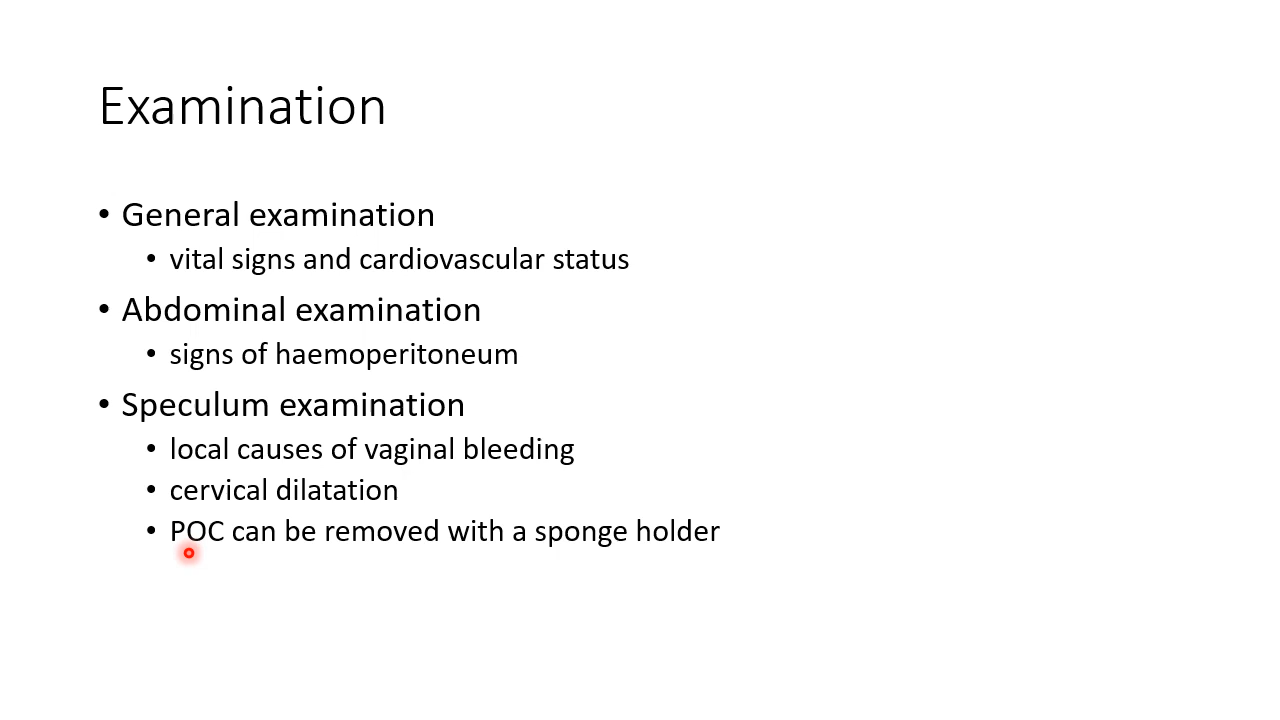 Examination
• General examination
• vital signs and cardiovascular status
• Abdominal examination
• signs of haemoperitoneum
• Speculum examination
• local causes of vaginal bleeding
• cervical dilatation
• POC can be removed with a sponge holder